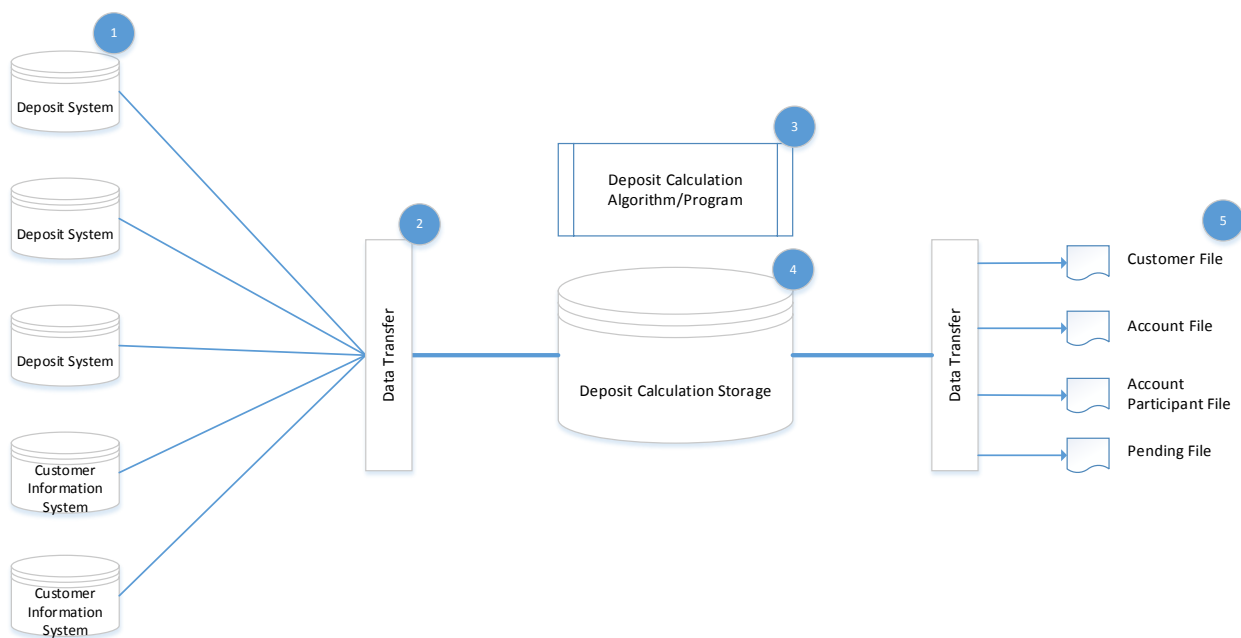 1
Deposit System
Deposit System
Deposit System
Customer
Information
System
Customer
Information
System
2
Data Transfer
3
Deposit Calculation
Algorithm/Program
4
Deposit Calculation Storage
Data Transfer
5
Customer File
Account File
Account
Participant File
Pending File